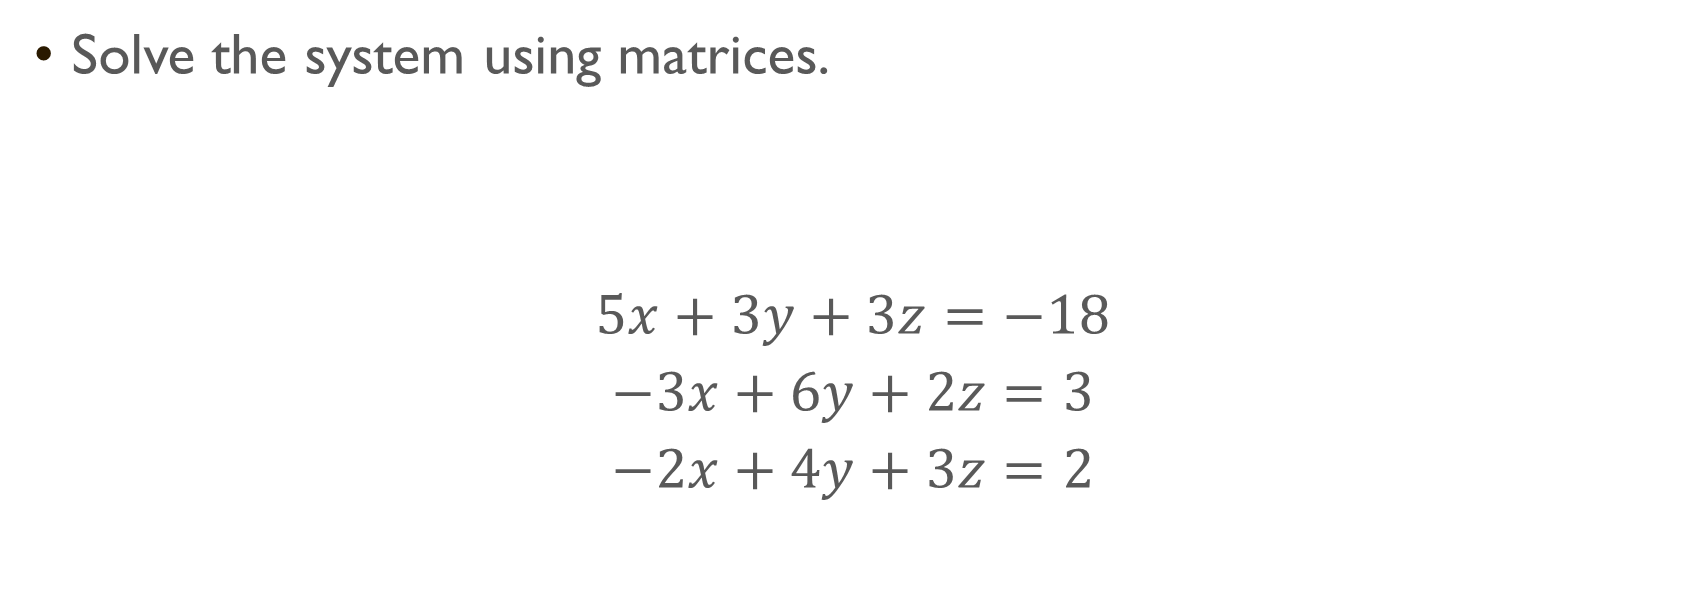 • Solve the system using matrices.
5x + 3y + 3z = −18
−3x + 6y + 2z = 3
−2x + 4y + 3z = 2